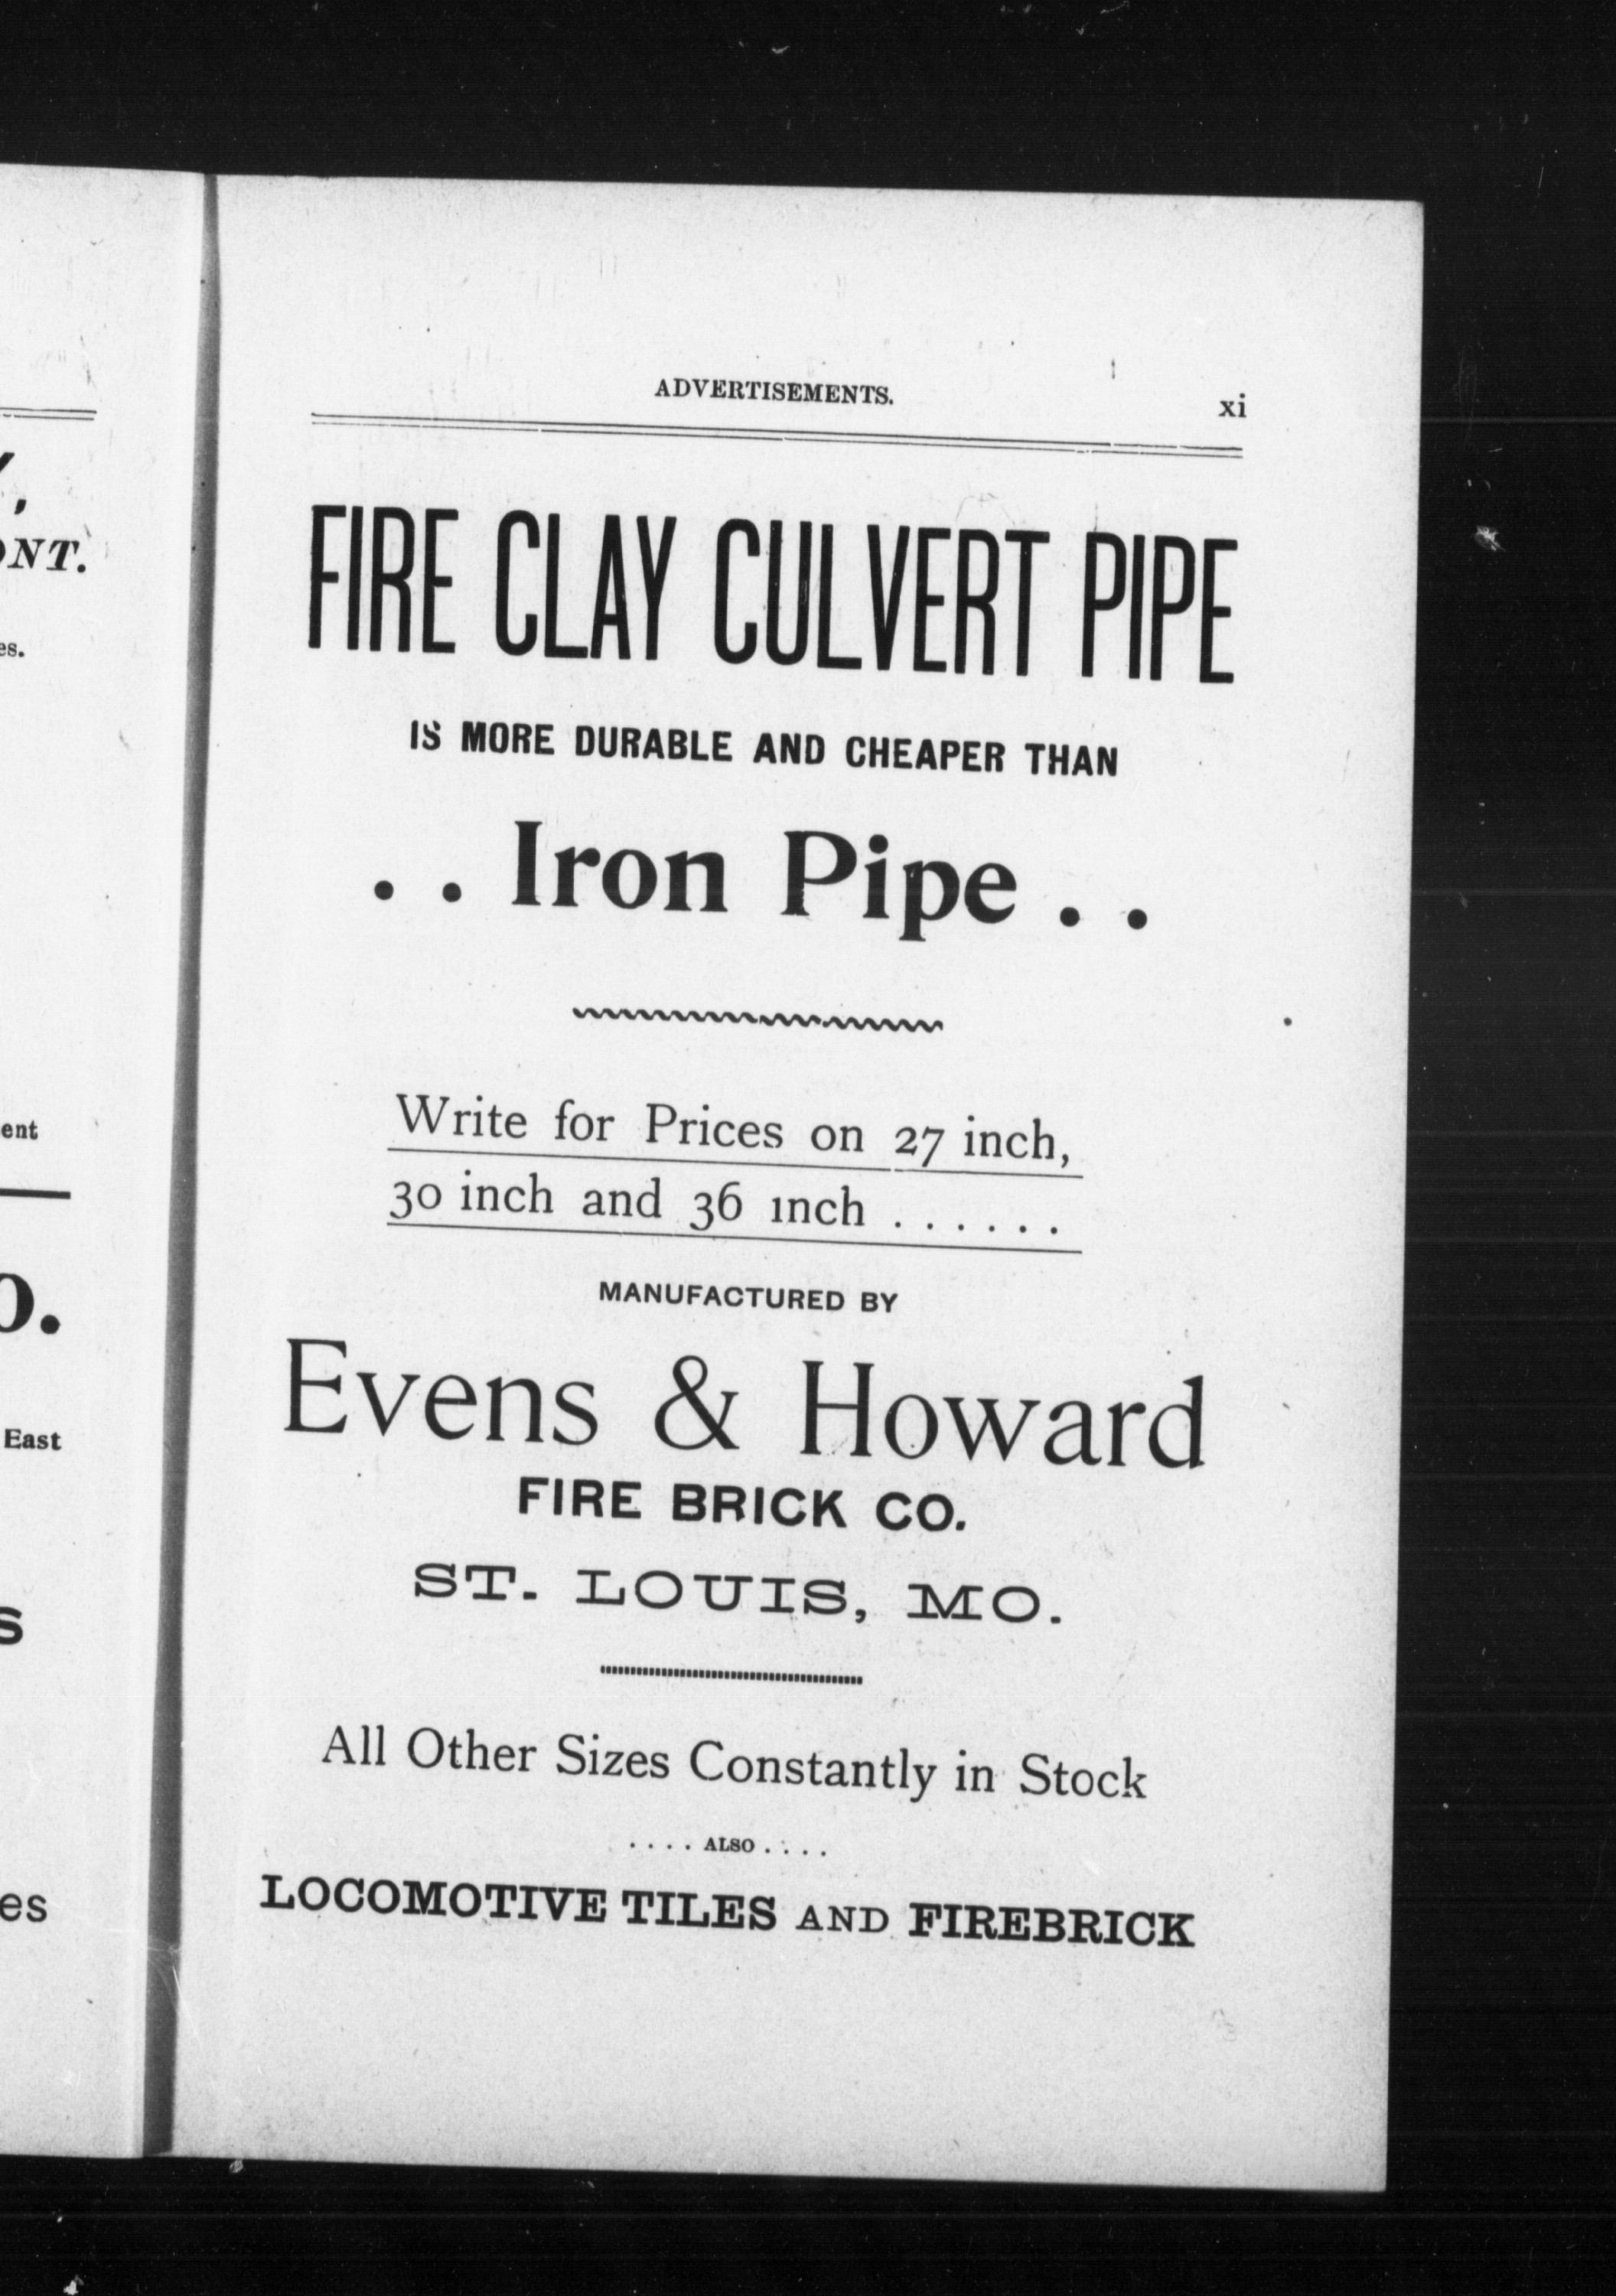 ADVERTISEMENTS. xi
FIRE CLAY CULVERT PIPE
IS MORE DURABLE AND CHEAPER THAN
. . Iron Pipe . .
Write for Prices on 27 inch,
30 inch and 36 inch . . . . . .
MANUFACTURED BY
Evens & Howard
FIRE BRICK CO.
ST. LOUIS, MO.
All Other Sizes Constantly in Stock
. . . . ALSO . . . .
LOCOMOTIVE TILES AND FIREBRICK
ent
East